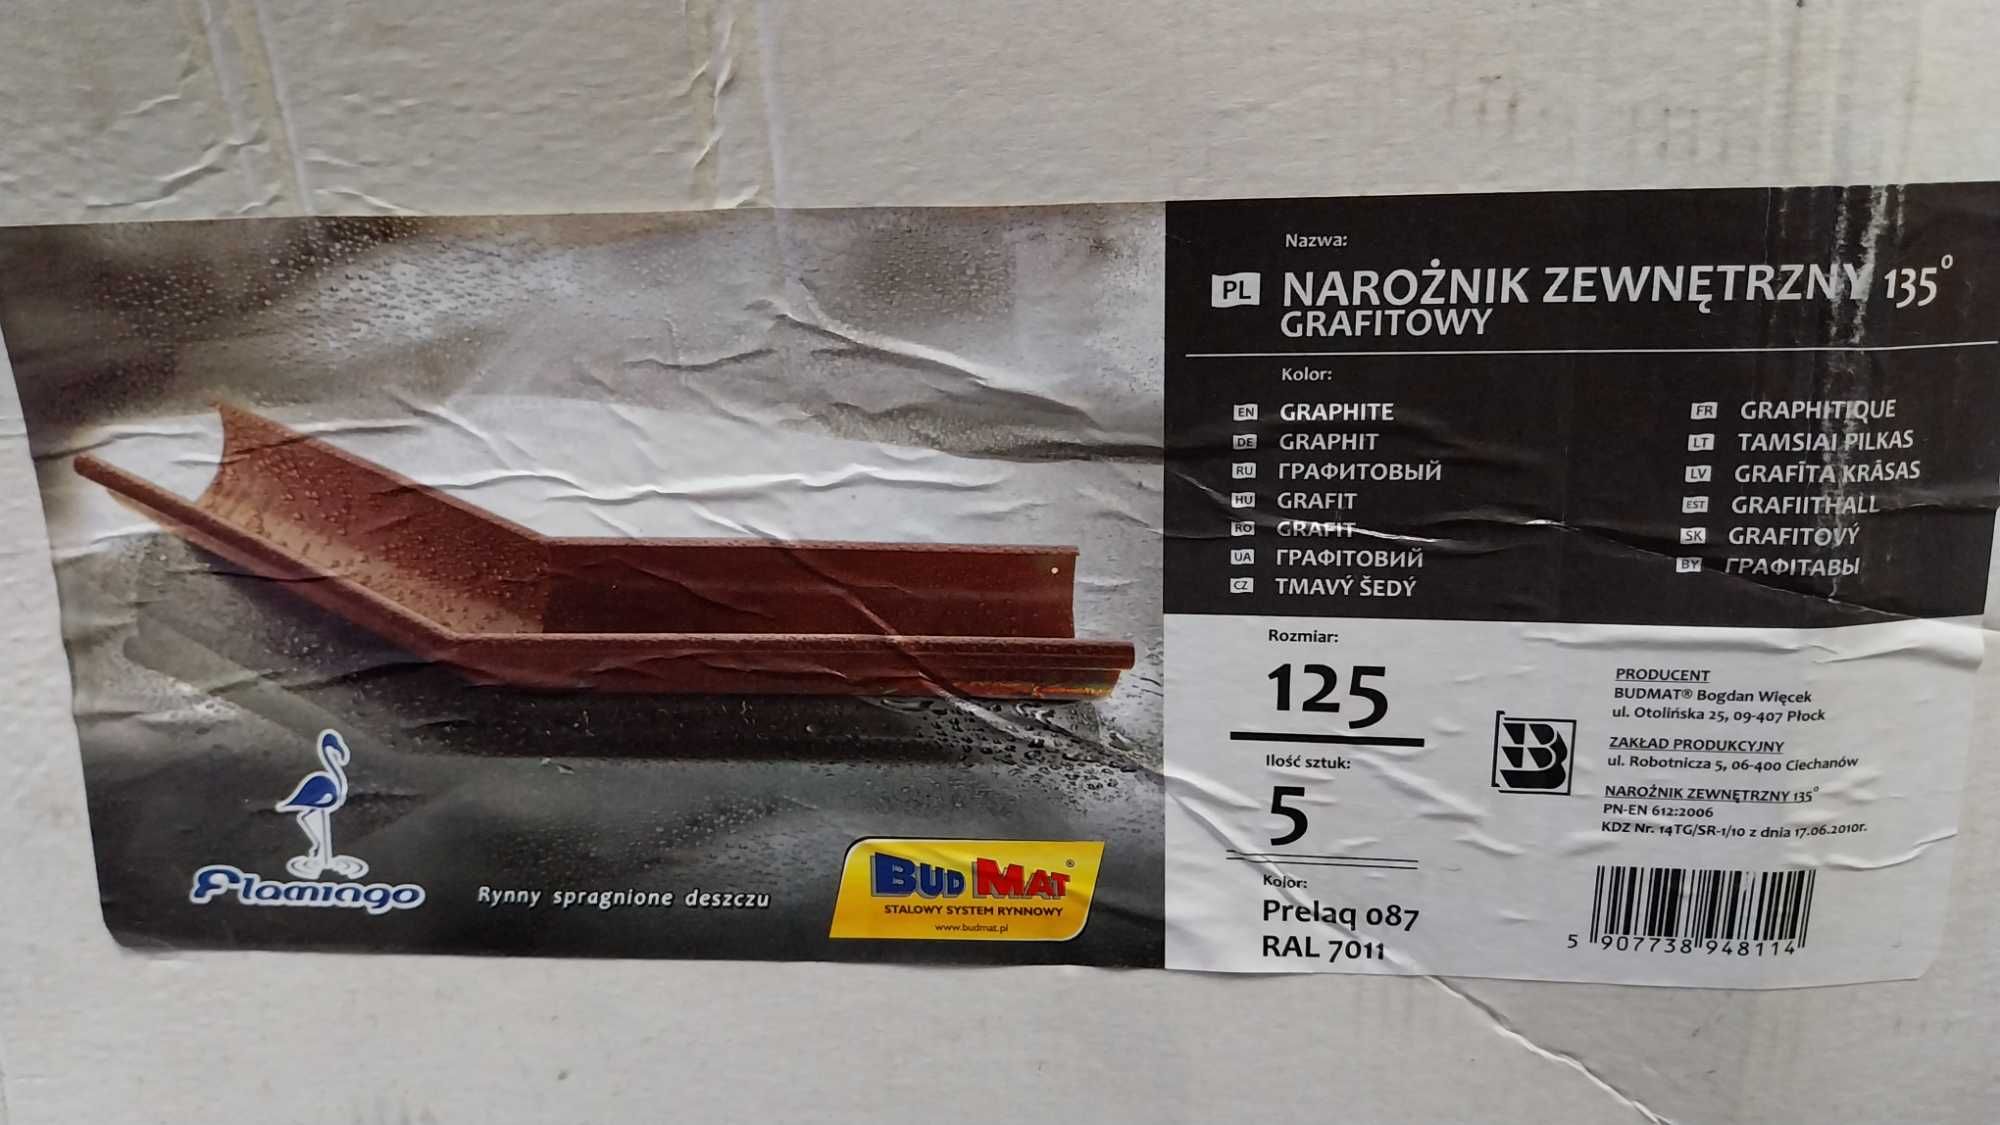 Nazwa:
PL NAROŻNIK ZEWNĘTRZNY 135°
GRAFITOWY
Kolor:
EN GRAPHITE
DE GRAPHIT
RU ГРАФИТОВЫЙ
HU GRAFIT
RO GRAFIT
UA ГРАФІТОВИЙ
CZ TMAVÝ ŠEDÝ
FR GRAPHITIQUE
LT TAMSIAI PILKAS
LV GRAFĪTA KRĀSAS
EST GRAFIITHALL
SK GRAFITOVÝ
BY ГРАФІТАВЫ
Rozmiar:
125
Ilość sztuk:
5
Kolor:
Prelaq 087
RAL 7011
PRODUCENT
BUDMAT® Bogdan Więcek
ul. Otolińska 25, 09-407 Płock
ZAKŁAD PRODUKCYJNY
ul. Robotnicza 5, 06-400 Ciechanów
NAROŻNIK ZEWNĘTRZNY 135°
PN-EN 612:2006
KDZ Nr. 14TG/SR-1/10 z dnia 17.06.2010r.
5 907738 948114
Flamingo
Rynny spragnione deszczu
BUDMAT®
STALOWY SYSTEM RYNNOWY
www.budmat.pl